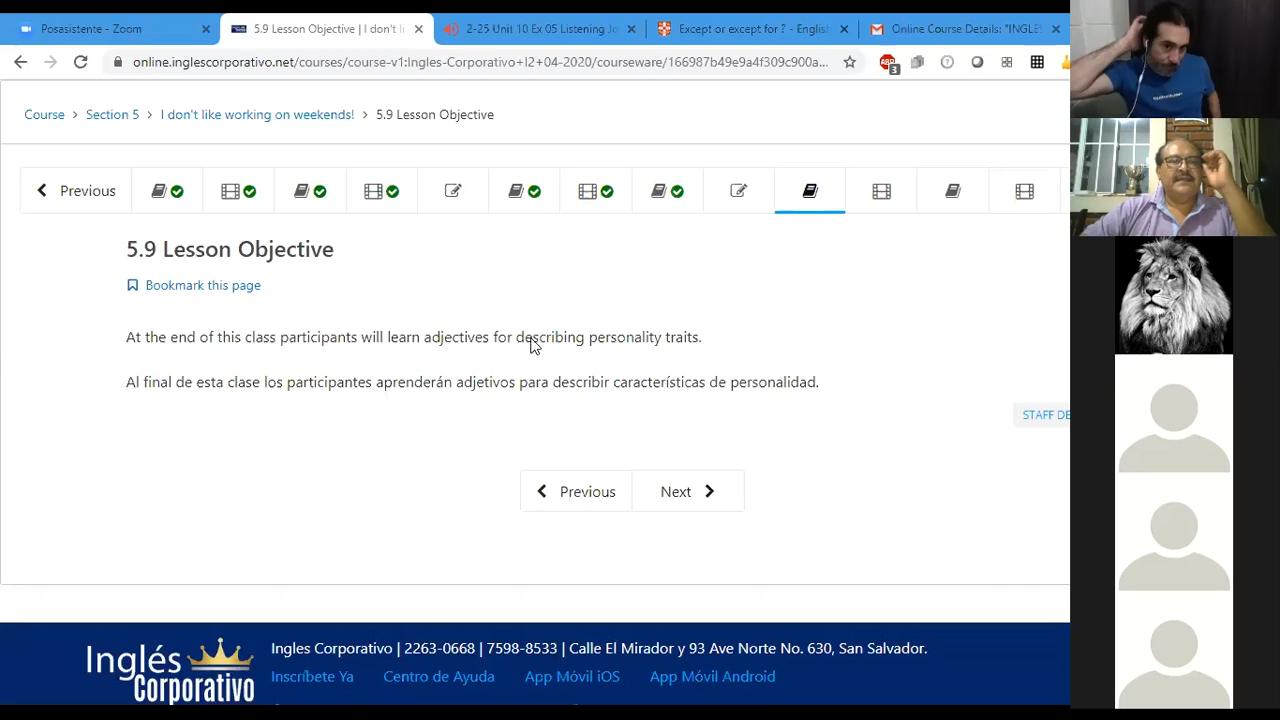 Posasistente - Zoom
5.9 Lesson Objective | I don't li
2-25 Unit 10 Ex 05 Listening Jo
Except or except for ? - English
Online Course Details: "INGLES
online.inglescorporativo.net/courses/course-v1:Ingles-Corporativo+I2+04-2020/courseware/166987b49e9a4f309c900a...
3
Course > Section 5 > I don't like working on weekends! > 5.9 Lesson Objective
Previous
5.9 Lesson Objective
Bookmark this page
At the end of this class participants will learn adjectives for describing personality traits.
Al final de esta clase los participantes aprenderán adjetivos para describir características de personalidad.
STAFF DE
Previous
Next
Inglés Corporativo
Ingles Corporativo | 2263-0668 | 7598-8533 | Calle El Mirador y 93 Ave Norte No. 630, San Salvador.
Inscríbete Ya
Centro de Ayuda
App Móvil iOS
App Móvil Android